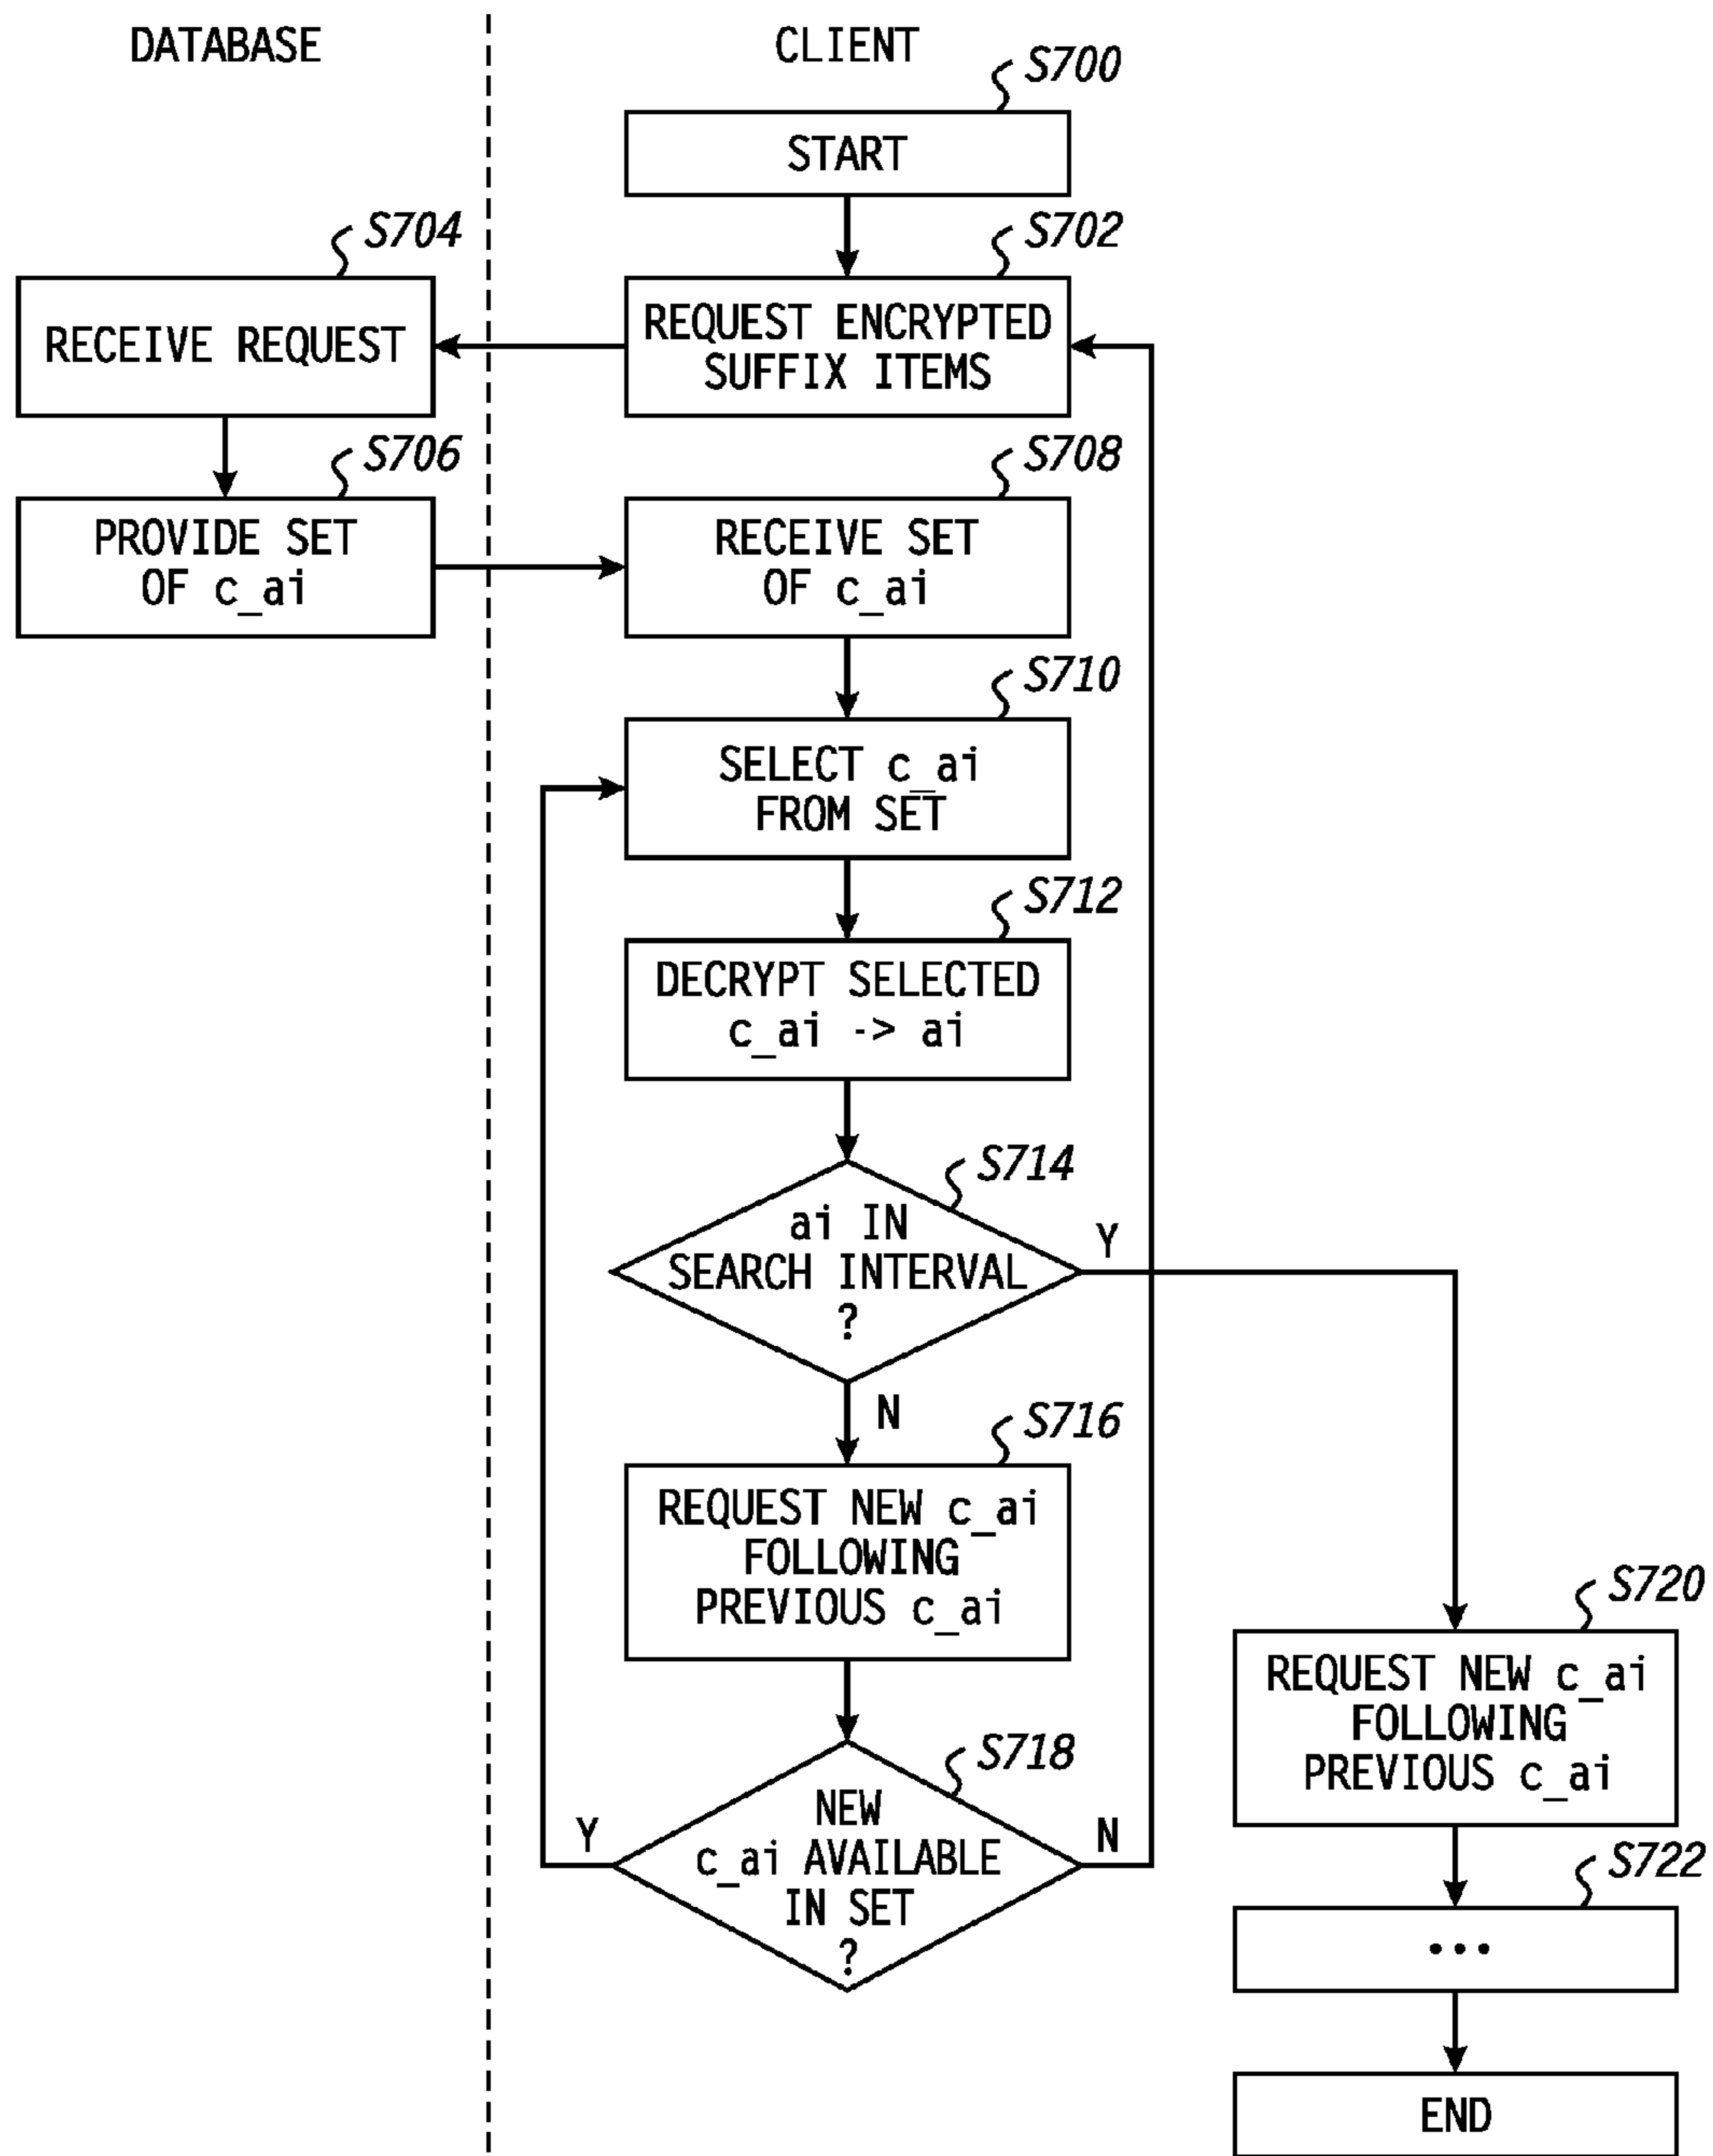 DATABASE
CLIENT
S700
START
S704
S702
RECEIVE REQUEST
REQUEST ENCRYPTED
SUFFIX ITEMS
S706
S708
PROVIDE SET
OF c_ai
RECEIVE SET
OF c_ai
S710
SELECT c_ai
FROM SET
S712
DECRYPT SELECTED
c_ai -> ai
S714
ai IN
SEARCH INTERVAL
?
Y
N
S716
REQUEST NEW c_ai
FOLLOWING
PREVIOUS c_ai
S718
NEW
c_ai AVAILABLE
IN SET
?
Y
N
S720
REQUEST NEW c_ai
FOLLOWING
PREVIOUS c_ai
S722
...
END